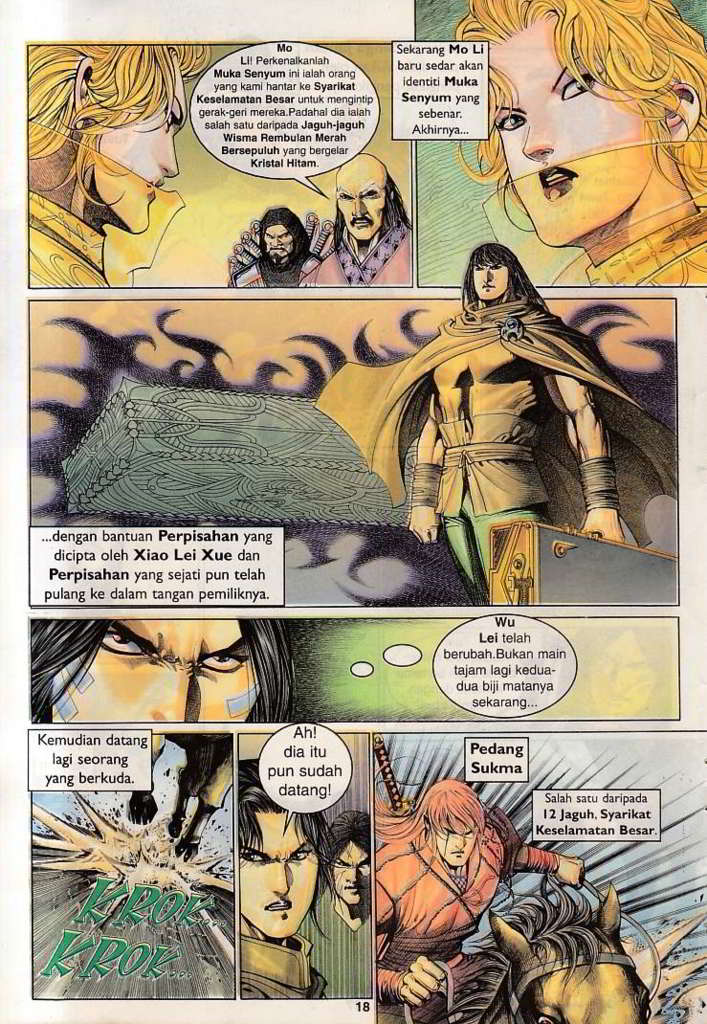 Mo
Li! Perkenalkanlah
Muka Senyum ini ialah orang
yang kami hantar ke Syarikat
Keselamatan Besar untuk mengintip
gerak-geri mereka.Padahal dia ialah
salah satu daripada Jaguh-jaguh
Wisma Rembulan Merah
Bersepuluh yang bergelar
Kristal Hitam.
Sekarang Mo Li
baru sedar akan
identiti Muka
Senyum yang
sebenar.
Akhirnya...
...dengan bantuan Perpisahan yang
dicipta oleh Xiao Lei Xue dan
Perpisahan yang sejati pun telah
pulang ke dalam tangan pemiliknya.
Wu
Lei telah
berubah.Bukan main
tajam lagi kedua-
dua biji matanya
sekarang...
Kemudian datang
lagi seorang
yang berkuda.
KROK...
KROK...
Ah!
dia itu
pun sudah
datang!
Pedang
Sukma
Salah satu daripada
12 Jaguh, Syarikat
Keselamatan Besar.
18